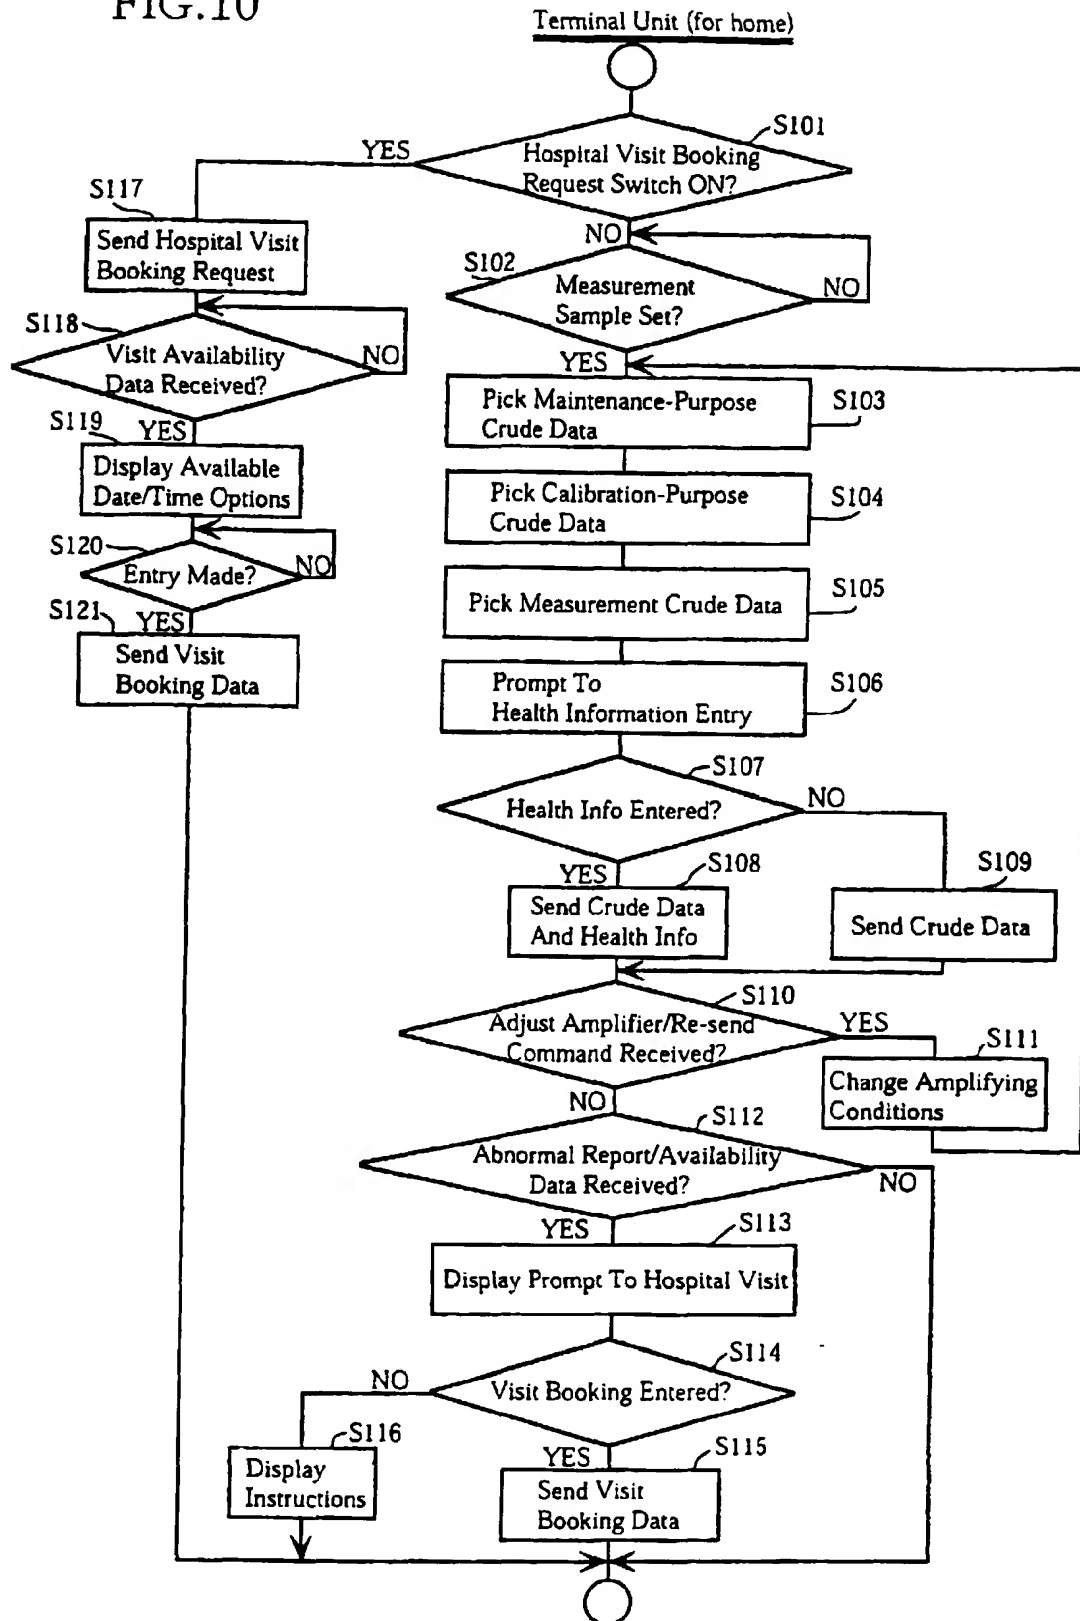 FIG.10
Terminal Unit (for home)
S101
Hospital Visit Booking
Request Switch ON?
YES
NO
S117
Send Hospital Visit
Booking Request
S102
Measurement
Sample Set?
NO
YES
S118
Visit Availability
Data Received?
NO
YES
S103
Pick Maintenance-Purpose
Crude Data
S119
Display Available
Date/Time Options
S104
Pick Calibration-Purpose
Crude Data
S120
Entry Made?
NO
YES
S105
Pick Measurement Crude Data
S121
Send Visit
Booking Data
S106
Prompt To
Health Information Entry
S107
Health Info Entered?
NO
YES
S108
Send Crude Data
And Health Info
S109
Send Crude Data
S110
Adjust Amplifier/Re-send
Command Received?
YES
NO
S111
Change Amplifying
Conditions
S112
Abnormal Report/Availability
Data Received?
NO
YES
S113
Display Prompt To Hospital Visit
S114
Visit Booking Entered?
NO
YES
S116
Display
Instructions
S115
Send Visit
Booking Data